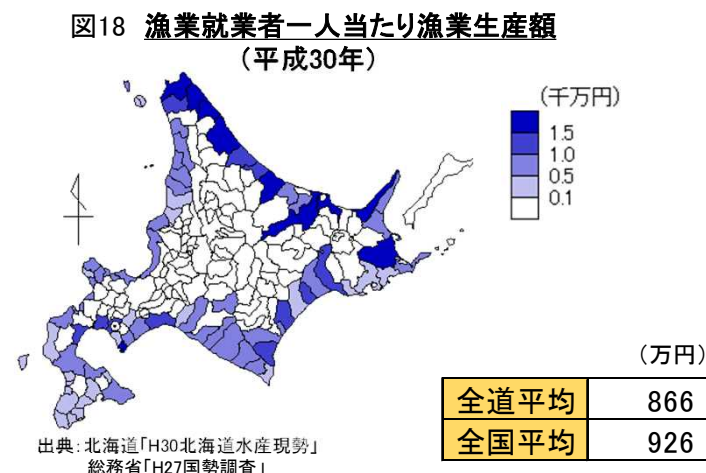 図18 漁業就業者一人当たり漁業生産額
（平成30年）
（千万円）
1.5
1.0
0.5
0.1
（万円）
全道平均 866
全国平均 926
出典：北海道「H30北海道水産現勢」
総務省「H27国勢調査」